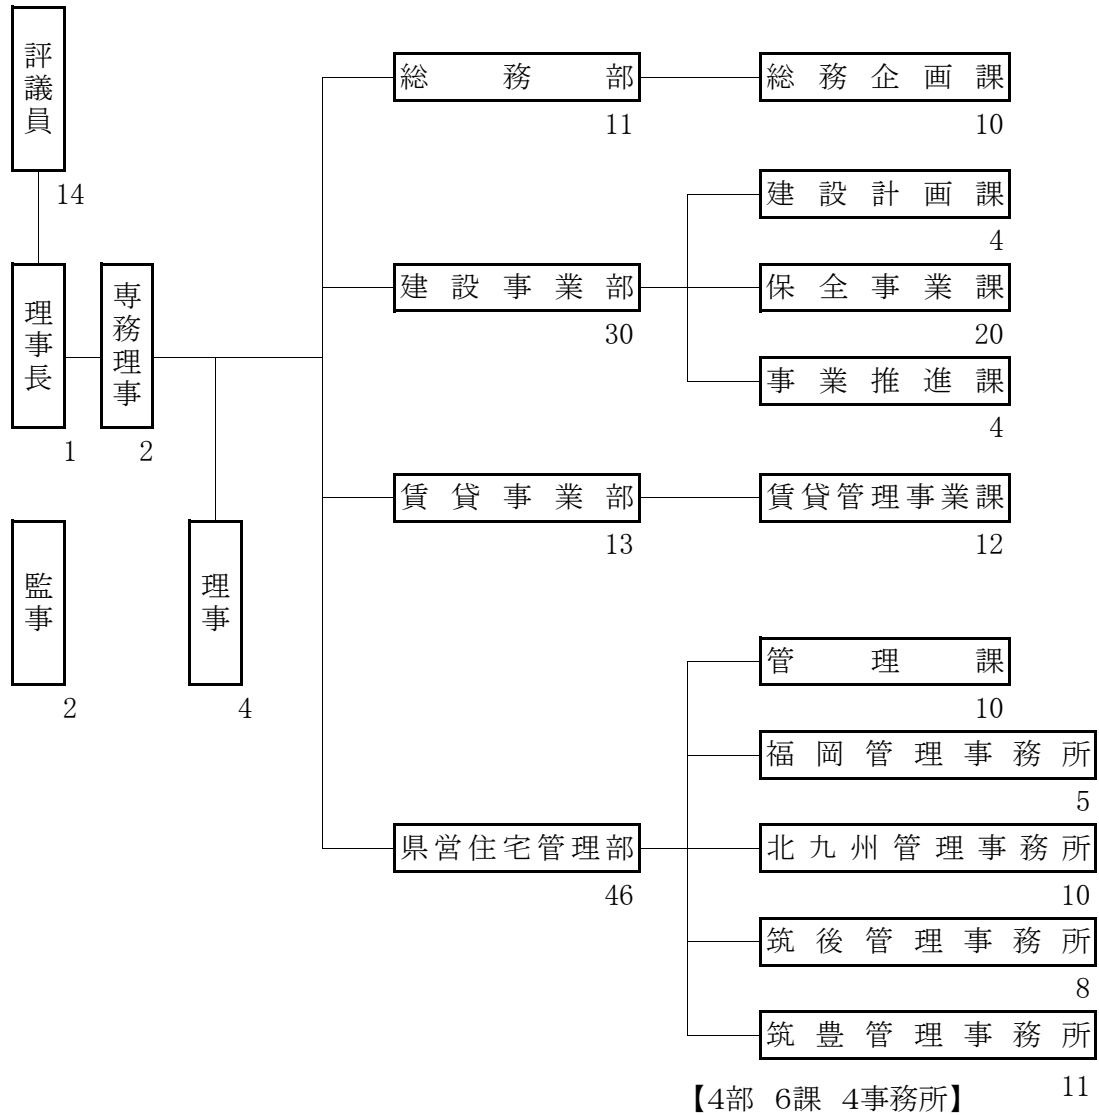 評議員
14
理事長
1
専務理事
2
監事
2
理事
4
総務部
11
総務企画課
10
建設事業部
30
建設計画課
4
保全事業課
20
事業推進課
4
賃貸事業部
13
賃貸管理事業課
12
県営住宅管理部
46
管理課
10
福岡管理事務所
5
北九州管理事務所
10
筑後管理事務所
8
筑豊管理事務所
11
【4部 6課 4事務所】